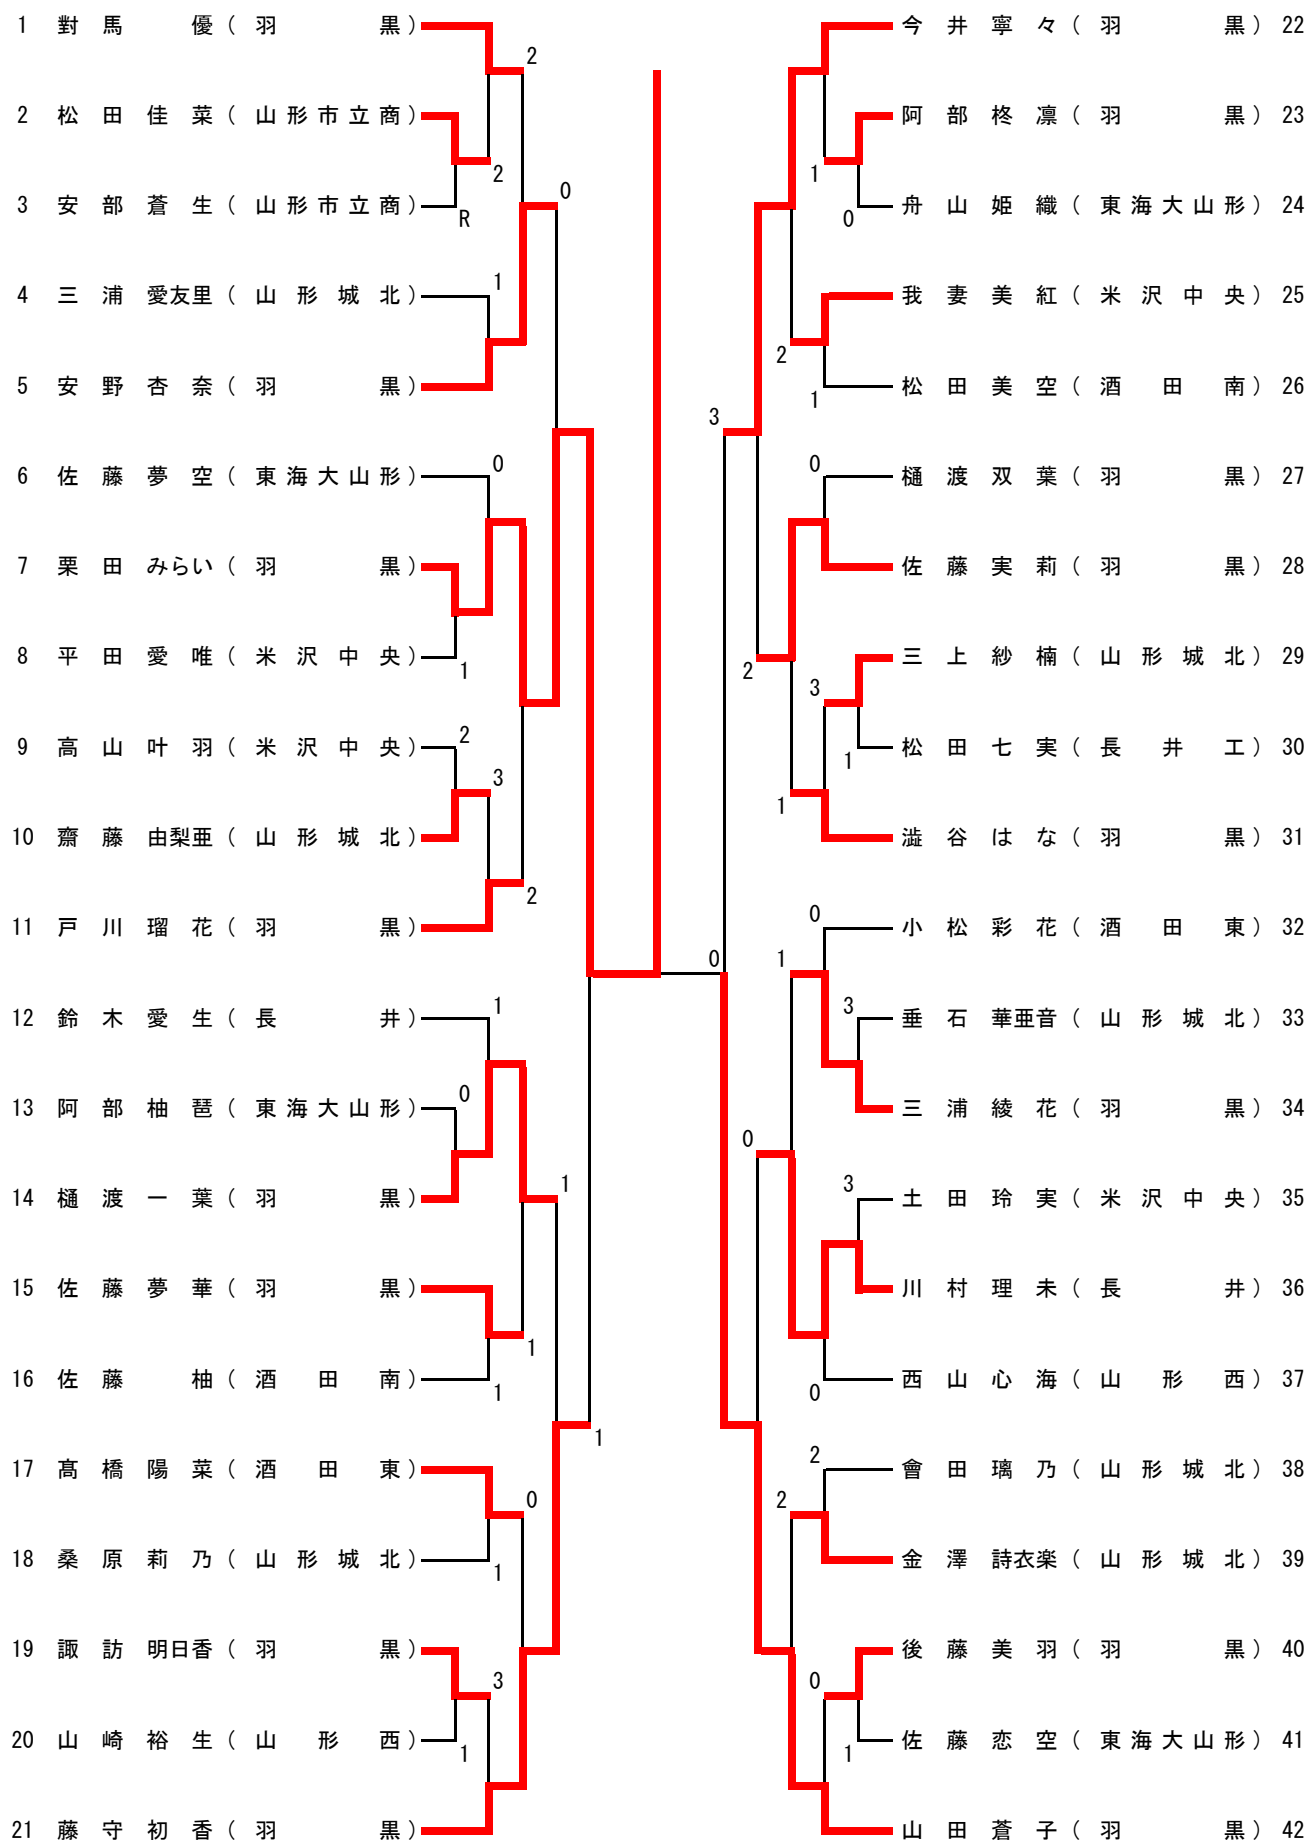 1 對馬 優(羽黒)
2
2 松田佳菜(山形市立商)
2
3 安部蒼生(山形市立商)
R
0
4 三浦愛友里(山形城北)
1
5 安野杏奈(羽黒)
6 佐藤夢空(東海大山形)
0
7 栗田みらい(羽黒)
8 平田愛唯(米沢中央)
1
9 高山叶羽(米沢中央)
2
3
10 齋藤由梨亜(山形城北)
2
11 戸川瑠花(羽黒)
12 鈴木愛生(長井)
1
13 阿部柚琶(東海大山形)
0
14 樋渡一葉(羽黒)
1
15 佐藤夢華(羽黒)
1
16 佐藤 柚(酒田南)
1
1
17 髙橋陽菜(酒田東)
0
18 桑原莉乃(山形城北)
1
19 諏訪明日香(羽黒)
3
20 山崎裕生(山形西)
1
21 藤守初香(羽黒)
今井寧々(羽黒) 22
阿部柊凛(羽黒) 23
1
舟山姫織(東海大山形) 24
0
我妻美紅(米沢中央) 25
2
松田美空(酒田南) 26
1
3
樋渡双葉(羽黒) 27
0
佐藤実莉(羽黒) 28
三上紗楠(山形城北) 29
2
3
松田七実(長井工) 30
1
1
澁谷はな(羽黒) 31
小松彩花(酒田東) 32
0
0
1
垂石華亜音(山形城北) 33
3
三浦綾花(羽黒) 34
0
土田玲実(米沢中央) 35
3
川村理未(長井) 36
西山心海(山形西) 37
0
會田璃乃(山形城北) 38
2
2
金澤詩衣楽(山形城北) 39
後藤美羽(羽黒) 40
0
佐藤恋空(東海大山形) 41
1
山田蒼子(羽黒) 42